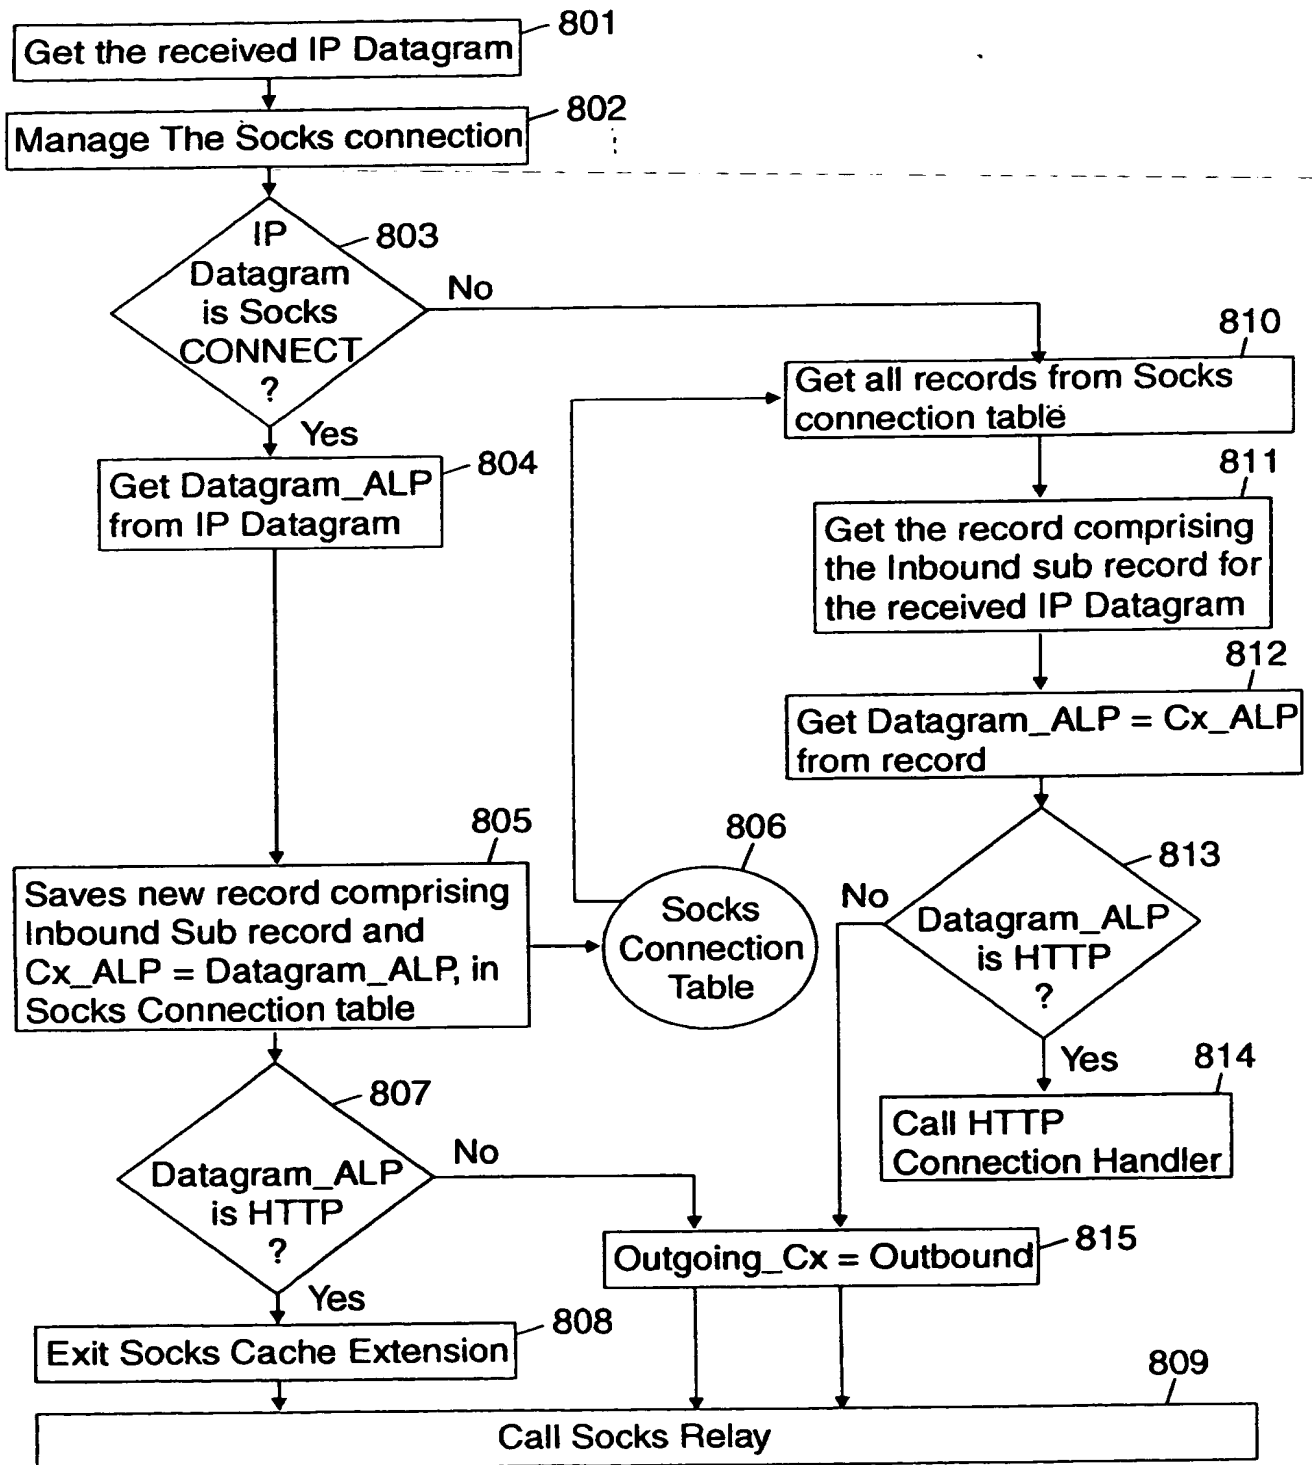 801
Get the received IP Datagram
802
Manage The Socks connection
803
IP
Datagram
is Socks
CONNECT
?
No
Yes
804
Get Datagram_ALP
from IP Datagram
810
Get all records from Socks
connection table
811
Get the record comprising
the Inbound sub record for
the received IP Datagram
812
Get Datagram_ALP = Cx_ALP
from record
805
Saves new record comprising
Inbound Sub record and
Cx_ALP = Datagram_ALP, in
Socks Connection table
806
Socks
Connection
Table
813
No
Datagram_ALP
is HTTP
?
Yes
814
Call HTTP
Connection Handler
807
No
Datagram_ALP
is HTTP
?
Yes
815
Outgoing_Cx = Outbound
808
Exit Socks Cache Extension
809
Call Socks Relay